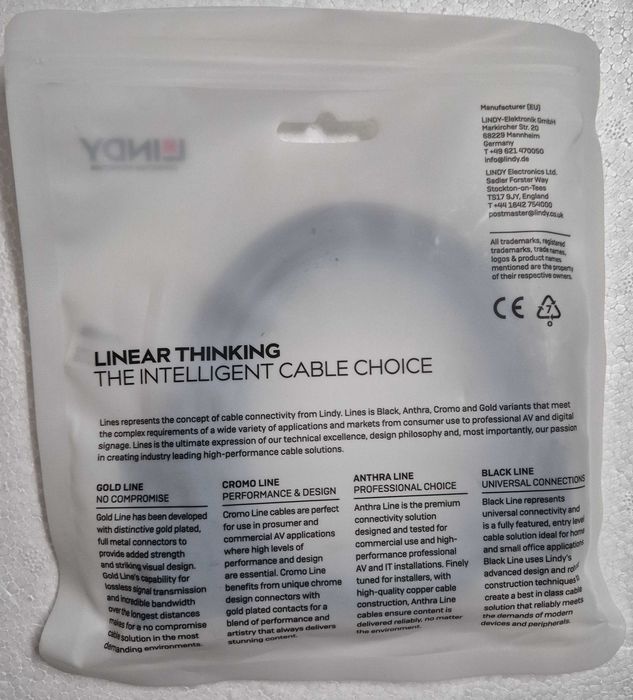 LINDY
Manufacturer (EU)
LINDY-Elektronik GmbH
Markircher Str. 20
68229 Mannheim
Germany
T +49 621 470050
info@lindy.de
LINDY Electronics Ltd.
Sadler Forster Way
Stockton-on-Tees
TS17 9JY, England
T +44 1642 754000
postmaster@lindy.co.uk
All trademarks, registered
trademarks, trade names,
logos & product names
mentioned are the property
of their respective owners.
CE
7
LINEAR THINKING
THE INTELLIGENT CABLE CHOICE
Lines represents the concept of cable connectivity from Lindy. Lines is Black, Anthra, Cromo and Gold variants that meet
the complex requirements of a wide variety of applications and markets from consumer use to professional AV and digital
signage. Lines is the ultimate expression of our technical excellence, design philosophy and, most importantly, our passion
in creating industry leading high-performance cable solutions.
GOLD LINE
NO COMPROMISE
Gold Line has been developed
with distinctive gold plated,
full metal connectors to
provide added strength
and striking visual design.
Gold Line's capability for
lossless signal transmission
and incredible bandwidth
over the longest distances
makes for a no compromise
cable solution in the most
demanding environments.
CROMO LINE
PERFORMANCE & DESIGN
Cromo Line cables are perfect
for use in prosumer and
commercial AV applications
where high levels of
performance and design
are essential. Cromo Line
benefits from unique chrome
design connectors with
gold plated contacts for a
blend of performance and
artistry that always delivers
stunning content.
ANTHRA LINE
PROFESSIONAL CHOICE
Anthra Line is the premium
connectivity solution
designed and tested for
commercial use and high-
performance professional
AV and IT installations. Finely
tuned for installers, with
high-quality copper cable
construction, Anthra Line
cables ensure content is
delivered reliably, no matter
the environment.
BLACK LINE
UNIVERSAL CONNECTIONS
Black Line represents
universal connectivity and
is a fully featured, entry level
cable solution ideal for home
and small office applications.
Black Line uses Lindy's
advanced design and robust
construction techniques to
create a best in class cable
solution that reliably meets
the demands of modern
devices and peripherals.